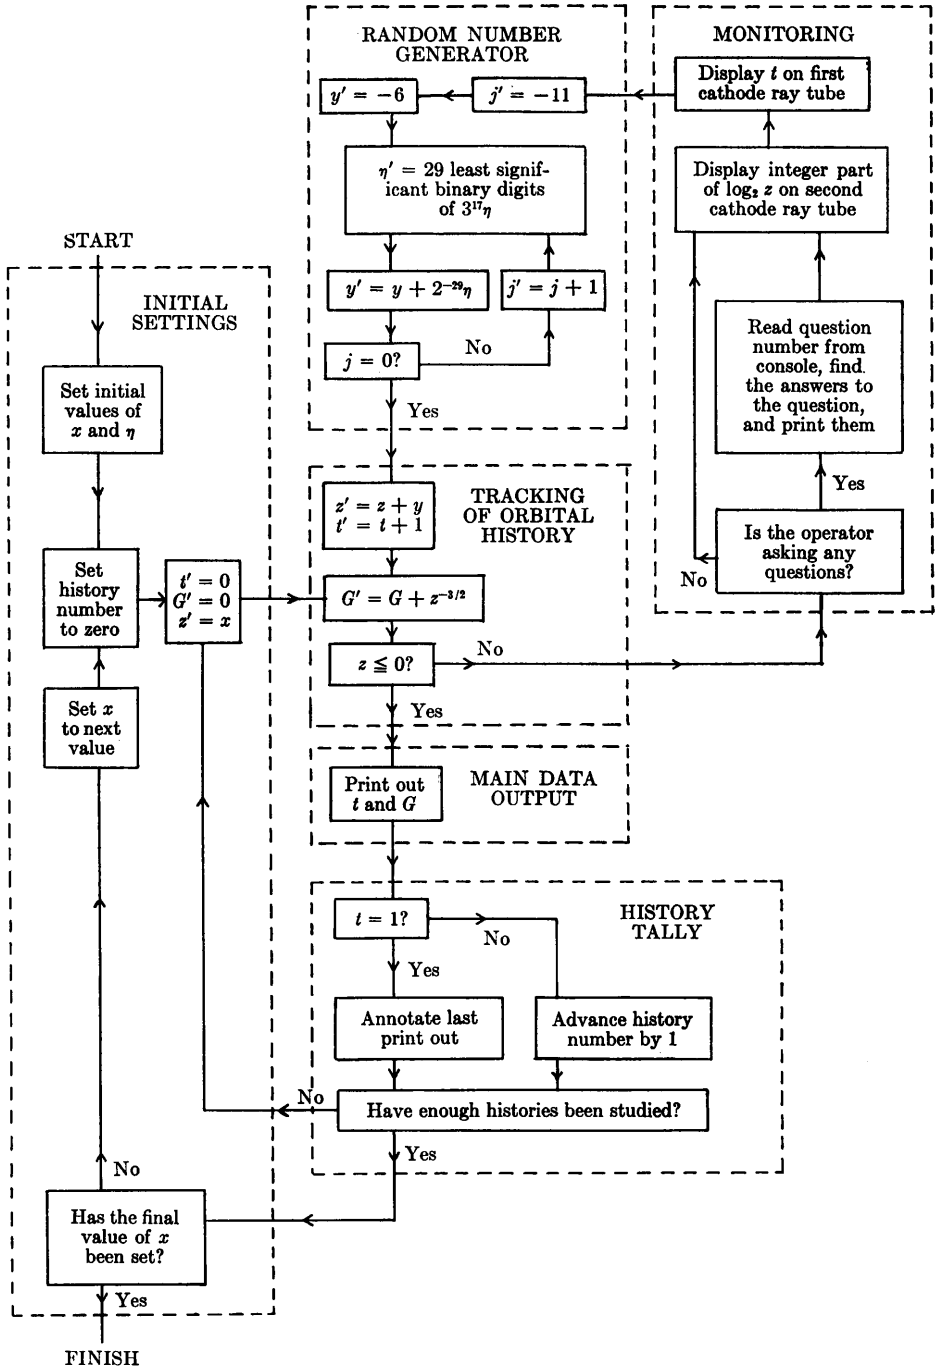 START
INITIAL
SETTINGS
Set initial
values of
x and η
Set
history
number
to zero
t′ = 0
G′ = 0
z′ = x
Set x
to next
value
No
Has the final
value of x
been set?
Yes
FINISH
RANDOM NUMBER
GENERATOR
y′ = −6
j′ = −11
η′ = 29 least signif-
icant binary digits
of 3¹⁷η
y′ = y + 2⁻²⁹η
j′ = j + 1
j = 0?
No
Yes
TRACKING
OF ORBITAL
HISTORY
z′ = z + y
t′ = t + 1
G′ = G + z⁻³/²
z ≦ 0?
No
Yes
MAIN DATA
OUTPUT
Print out
t and G
HISTORY
TALLY
t = 1?
No
Yes
Annotate last
print out
Advance history
number by 1
No
Have enough histories been studied?
Yes
MONITORING
Display t on first
cathode ray tube
Display integer part
of log₂ z on second
cathode ray tube
Read question
number from
console, find.
the answers to
the question,
and print them
Yes
Is the operator
asking any
questions?
No